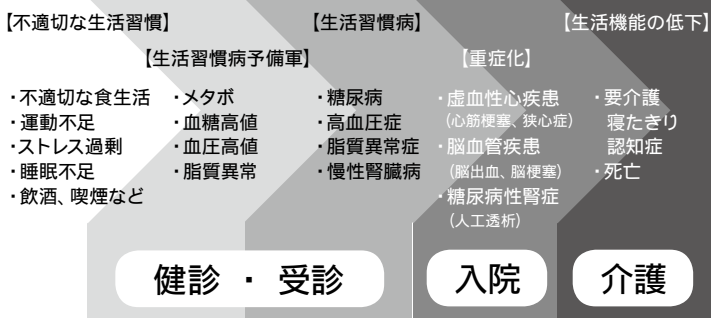 【不適切な生活習慣】
・不適切な食生活
・運動不足
・ストレス過剰
・睡眠不足
・飲酒、喫煙など
【生活習慣病予備軍】
・メタボ
・血糖高値
・血圧高値
・脂質異常
【生活習慣病】
・糖尿病
・高血圧症
・脂質異常症
・慢性腎臓病
【重症化】
・虚血性心疾患
（心筋梗塞、狭心症）
・脳血管疾患
（脳出血、脳梗塞）
・糖尿病性腎症
（人工透析）
【生活機能の低下】
・要介護
寝たきり
認知症
・死亡
健診 ・ 受診
入院
介護